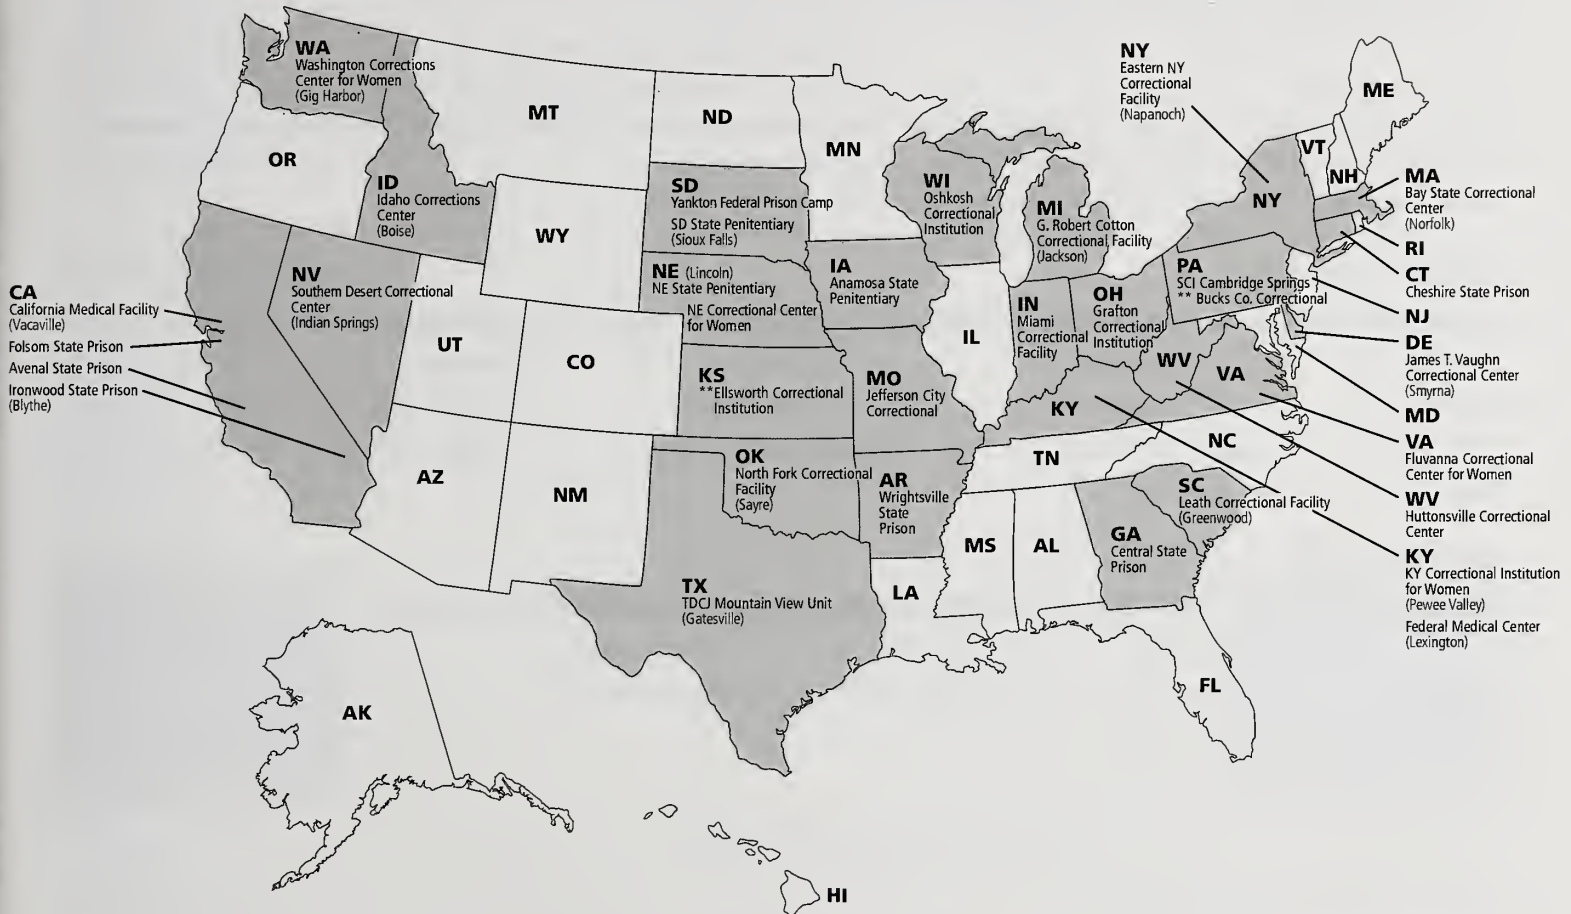 WA
Washington Corrections
Center for Women
(Gig Harbor)
MT
ND
MN
OR
ID
Idaho Corrections
Center
(Boise)
SD
Yankton Federal Prison Camp
SD State Penitentiary
(Sioux Falls)
WI
Oshkosh
Correctional
Institution
MI
G. Robert Cotton
Correctional Facility
(Jackson)
NY
Eastern NY
Correctional
Facility
(Napanoch)
NY
VT
NH
ME
MA
Bay State Correctional
Center
(Norfolk)
RI
CT
Cheshire State Prison
NJ
DE
James T. Vaughn
Correctional Center
(Smyrna)
MD
VA
Fluvanna Correctional
Center for Women
WV
Huttonsville Correctional
Center
KY
KY Correctional Institution
for Women
(Pewee Valley)
Federal Medical Center
(Lexington)
WY
CA
California Medical Facility
(Vacaville)
Folsom State Prison
Avenal State Prison
Ironwood State Prison
(Blythe)
NV
Southern Desert Correctional
Center
(Indian Springs)
UT
CO
NE (Lincoln)
NE State Penitentiary
NE Correctional Center
for Women
IA
Anamosa State
Penitentiary
IL
IN
Miami
Correctional
Facility
OH
Grafton
Correctional
Institution
PA
SCI Cambridge Springs
** Bucks Co. Correctional
WV
VA
KY
KS
**Ellsworth Correctional
Institution
MO
Jefferson City
Correctional
AZ
NM
OK
North Fork Correctional
Facility
(Sayre)
AR
Wrightsville
State
Prison
TN
NC
SC
Leath Correctional Facility
(Greenwood)
GA
Central State
Prison
MS
AL
LA
TX
TDCJ Mountain View Unit
(Gatesville)
FL
AK
HI